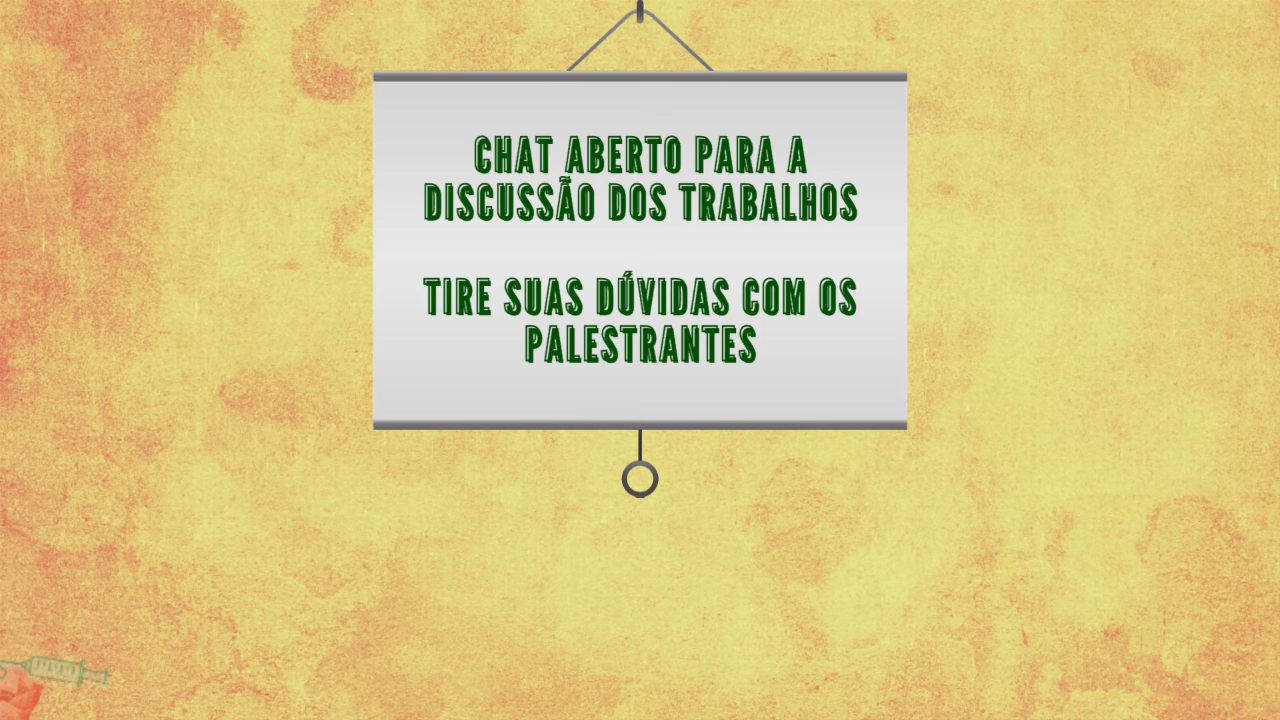 CHAT ABERTO PARA A
DISCUSSÃO DOS TRABALHOS
TIRE SUAS DÚVIDAS COM OS
PALESTRANTES